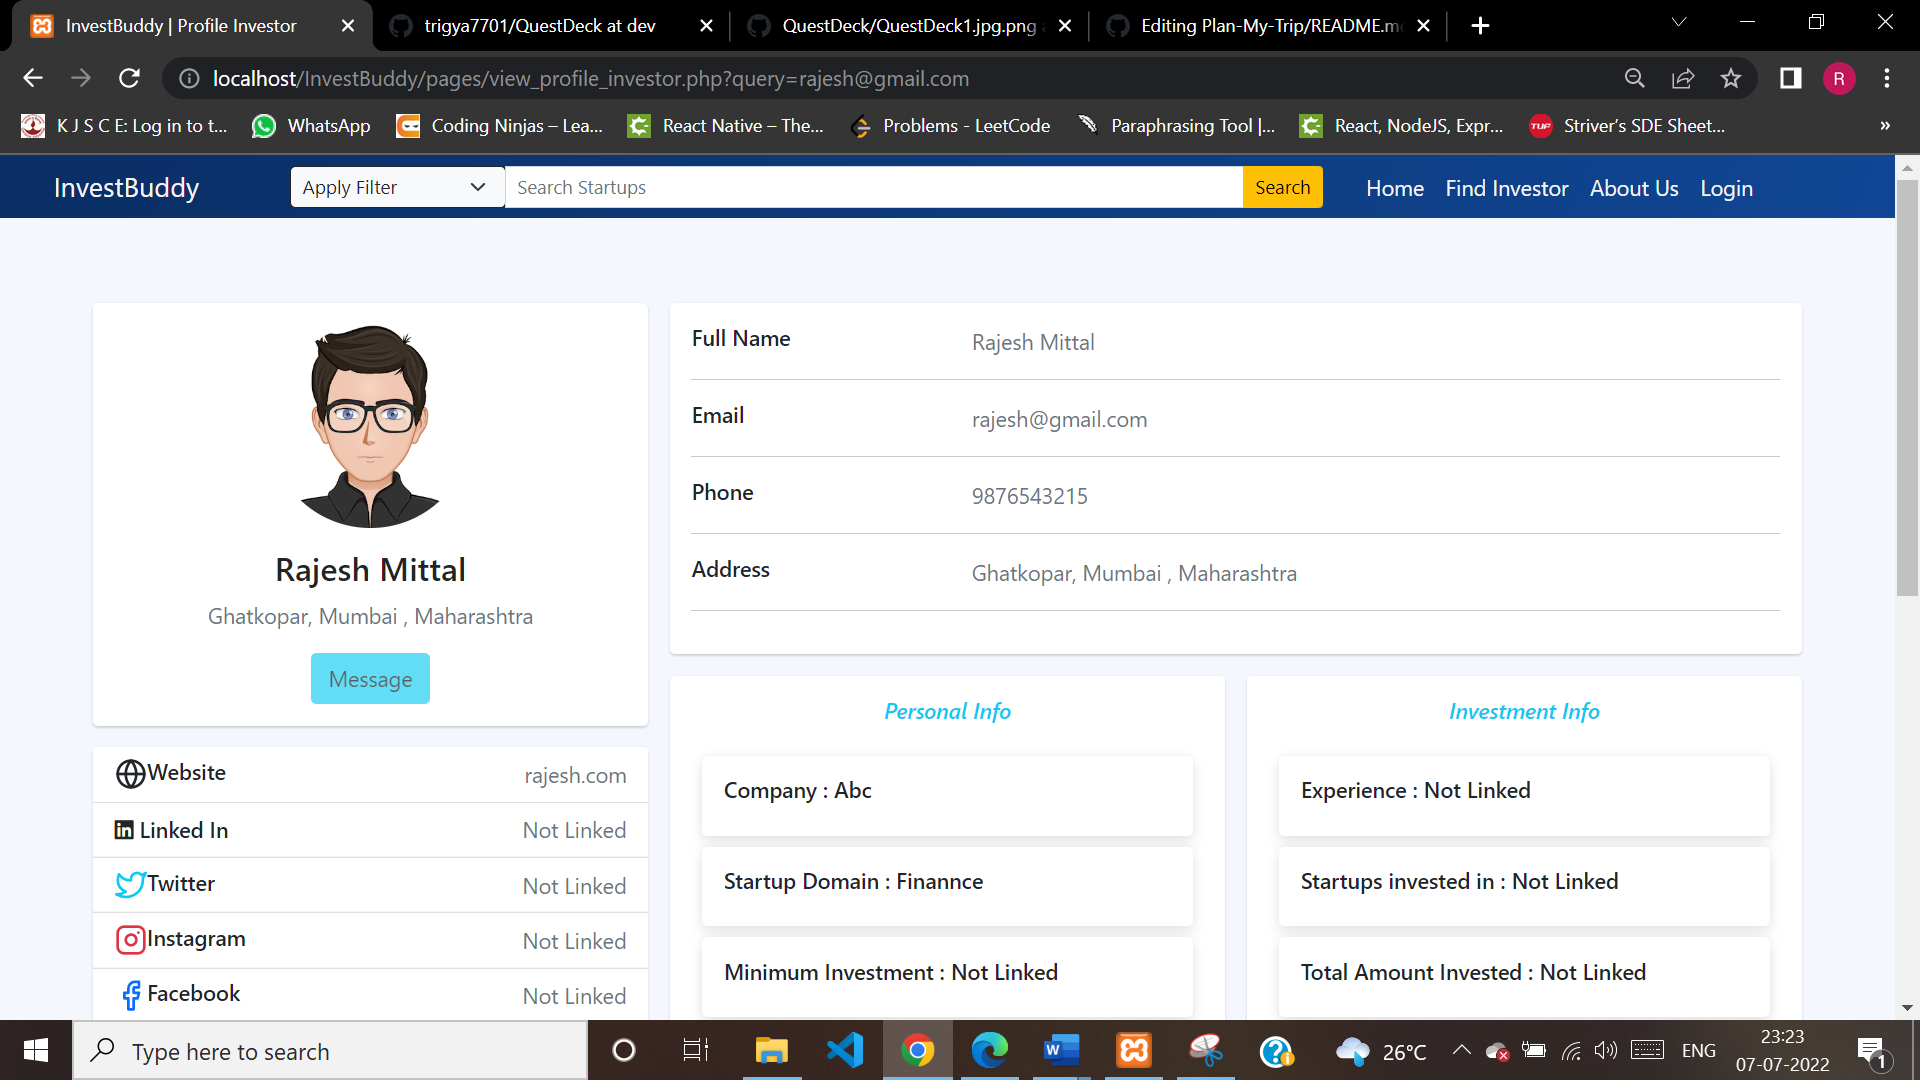 InvestBuddy | Profile Investor
trigya7701/QuestDeck at dev
QuestDeck/QuestDeck1.jpg.png
Editing Plan-My-Trip/README.m
localhost/InvestBuddy/pages/view_profile_investor.php?query=rajesh@gmail.com
R
K J S C E: Log in to t...
WhatsApp
Coding Ninjas – Lea...
React Native – The...
Problems - LeetCode
Paraphrasing Tool |...
React, NodeJS, Expr...
TUF
Striver's SDE Sheet...
»
InvestBuddy
Apply Filter
Search Startups
Search
Home
Find Investor
About Us
Login
Rajesh Mittal
Ghatkopar, Mumbai , Maharashtra
Message
Full Name
Rajesh Mittal
Email
rajesh@gmail.com
Phone
9876543215
Address
Ghatkopar, Mumbai , Maharashtra
Website
rajesh.com
Linked In
Not Linked
Twitter
Not Linked
Instagram
Not Linked
Facebook
Not Linked
Personal Info
Company : Abc
Startup Domain : Finannce
Minimum Investment : Not Linked
Investment Info
Experience : Not Linked
Startups invested in : Not Linked
Total Amount Invested : Not Linked
Type here to search
26°C
ENG
23:23
07-07-2022
1